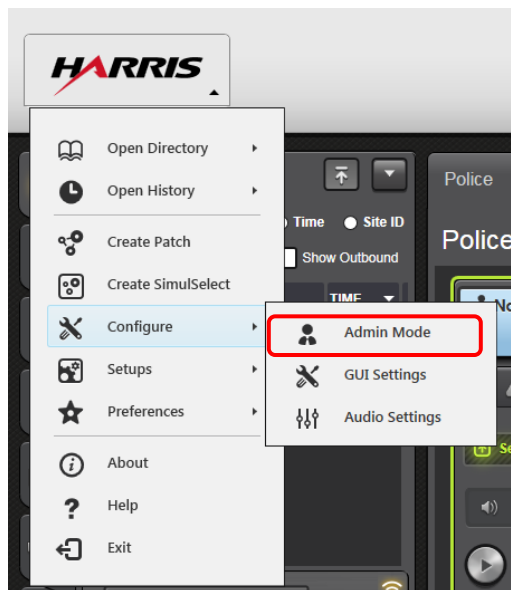 HARRIS
Open Directory
Open History
Create Patch
Create SimulSelect
Configure
Setups
Preferences
About
Help
Exit
Time Site ID
Show Outbound
TIME
Admin Mode
GUI Settings
Audio Settings
Police
Police